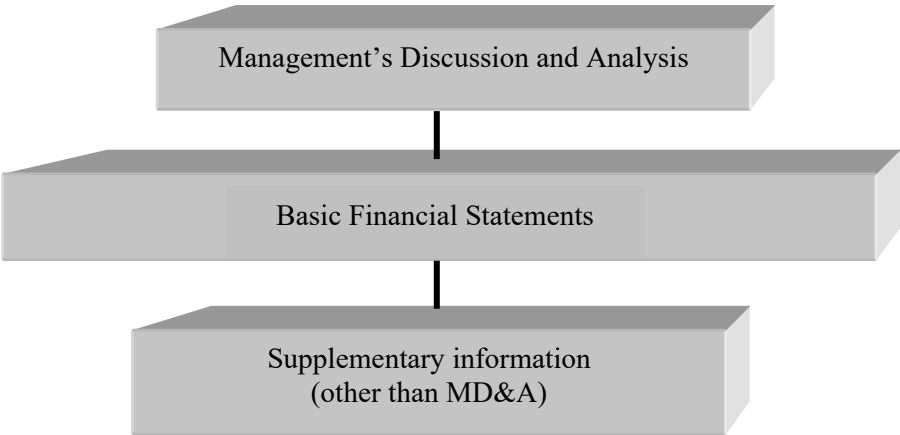 Management’s Discussion and Analysis
Basic Financial Statements
Supplementary information
(other than MD&A)